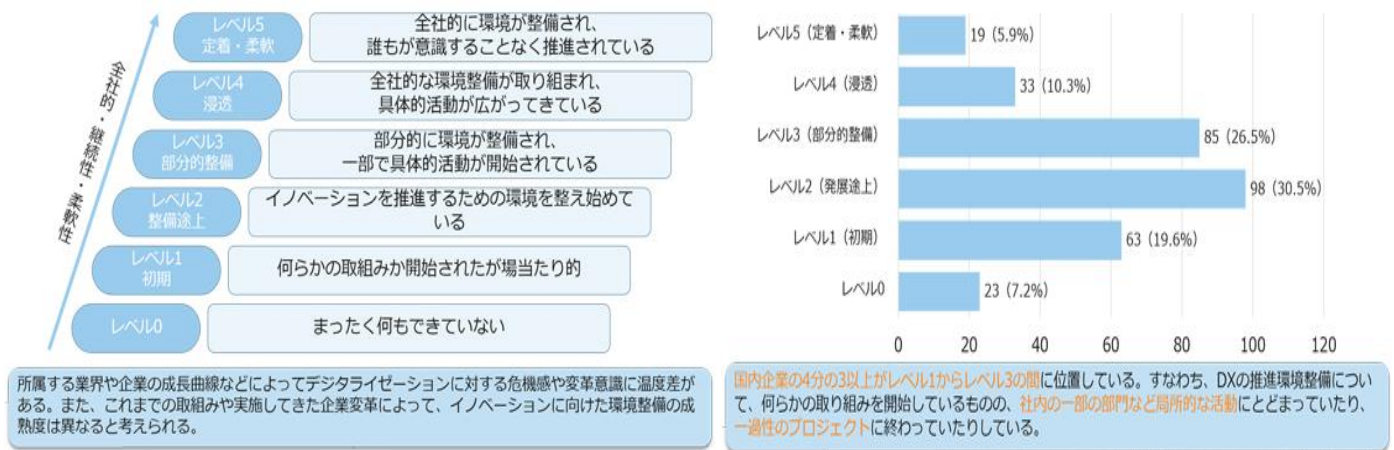 レベル5
定着・柔軟
全社的に環境が整備され、
誰もが意識することなく推進されている
レベル4
浸透
全社的な環境整備が取り組まれ、
具体的活動が広がってきている
レベル3
部分的整備
部分的に環境が整備され、
一部で具体的活動が開始されている
レベル2
整備途上
イノベーションを推進するための環境を整え始めて
いる
レベル1
初期
何らかの取組みか開始されたが場当たり的
レベル0
まったく何もできていない
全社的・継続性・柔軟性
所属する業界や企業の成長曲線などによってデジタライゼーションに対する危機感や変革意識に温度差が
ある。また、これまでの取組みや実施してきた企業変革によって、イノベーションに向けた環境整備の成
熟度は異なると考えられる。
レベル5（定着・柔軟）
19（5.9%）
レベル4（浸透）
33（10.3%）
レベル3（部分的整備）
85（26.5%）
レベル2（発展途上）
98（30.5%）
レベル1（初期）
63（19.6%）
レベル0
23（7.2%）
0 20 40 60 80 100 120
国内企業の4分の3以上がレベル1からレベル3の間に位置している。すなわち、DXの推進環境整備につい
て、何らかの取り組みを開始しているものの、社内の一部の部門など局所的な活動にとどまっていたり、
一過性のプロジェクトに終わっていたりしている。